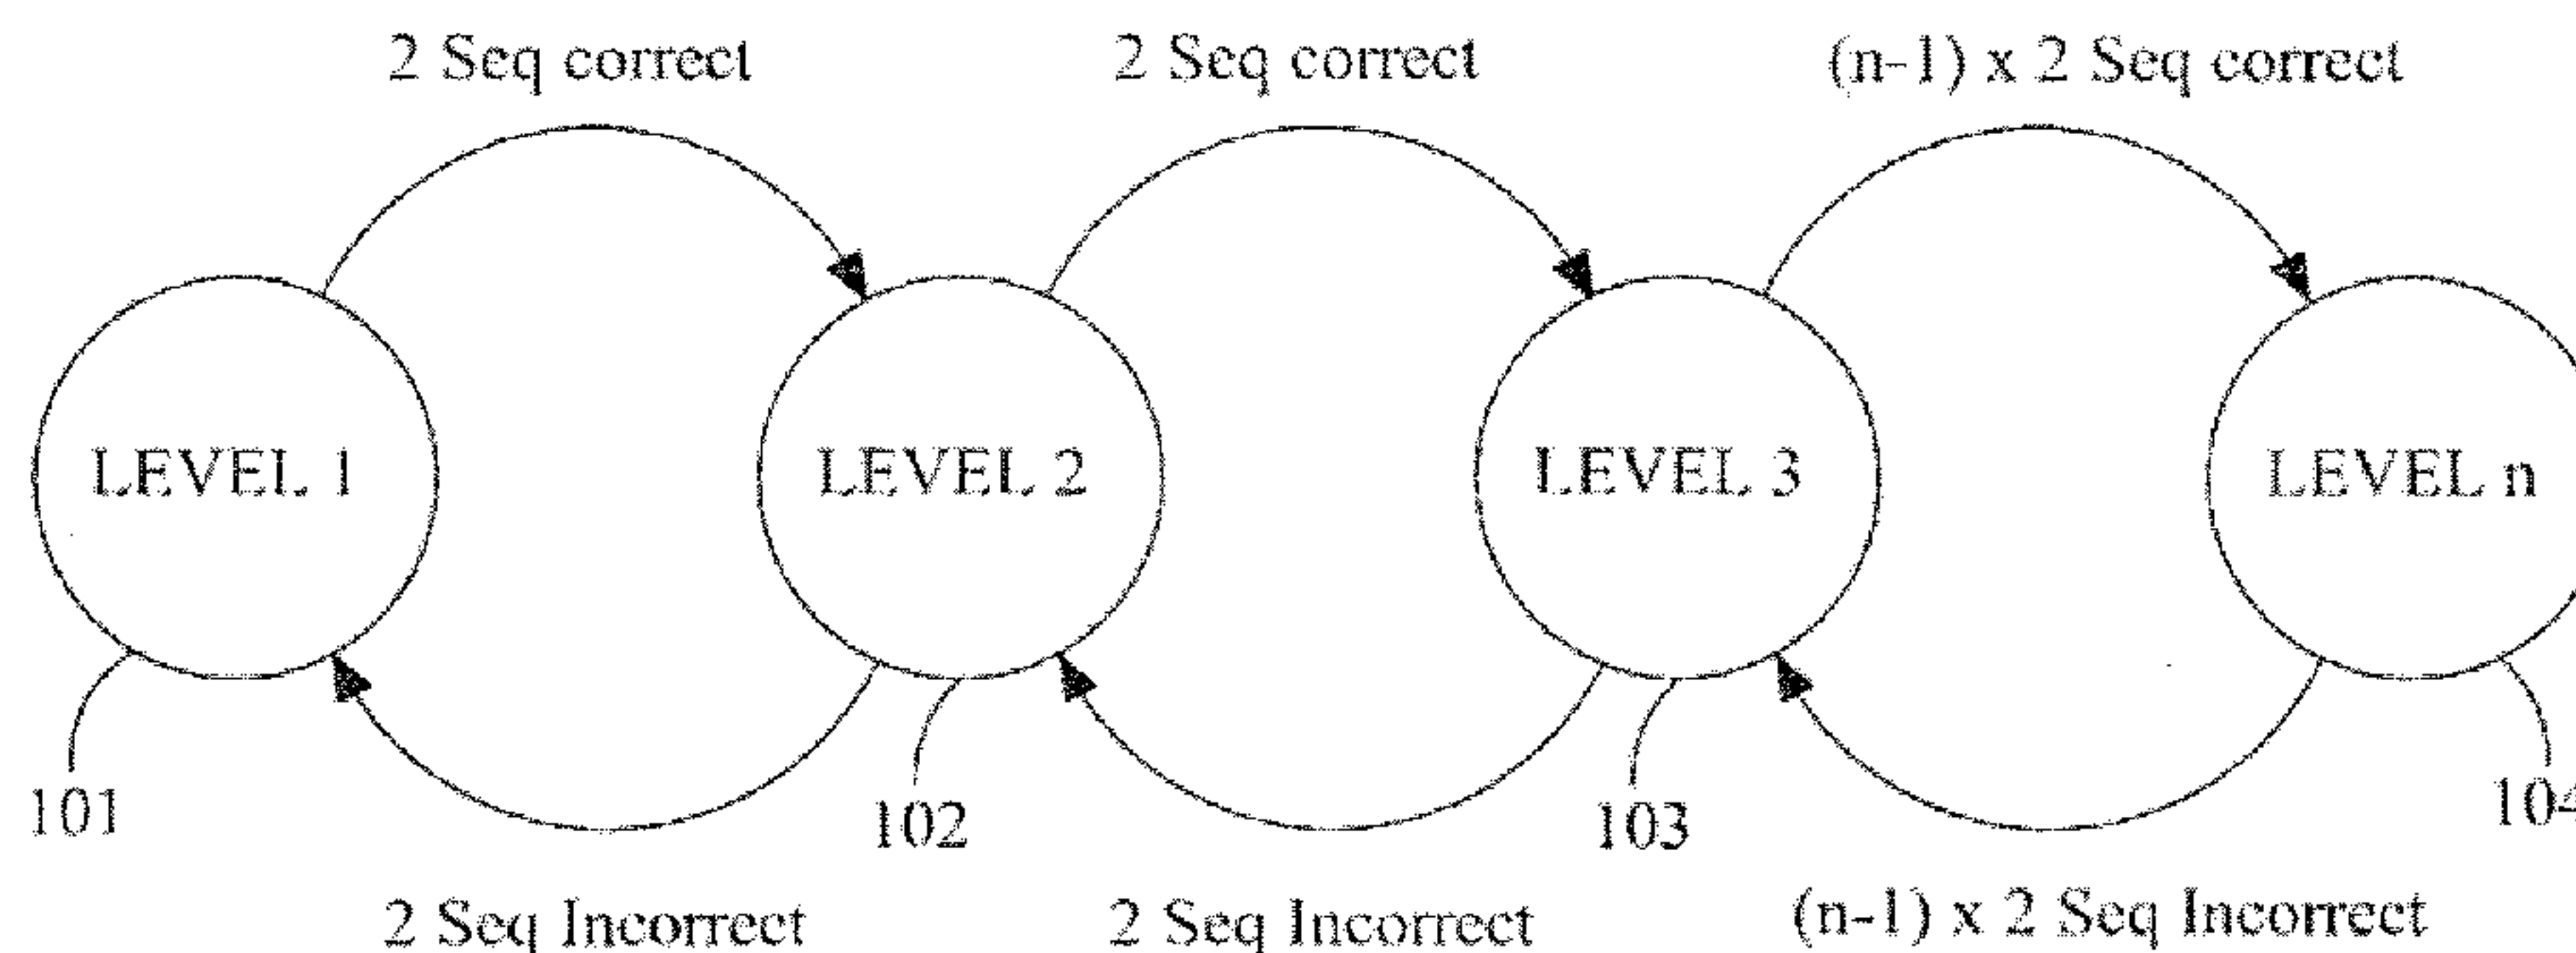 2 Seq correct
2 Seq correct
(n-1) x 2 Seq correct
LEVEL 1
LEVEL 2
LEVEL 3
LEVEL n
101
102
103
104
2 Seq Incorrect
2 Seq Incorrect
(n-1) x 2 Seq Incorrect